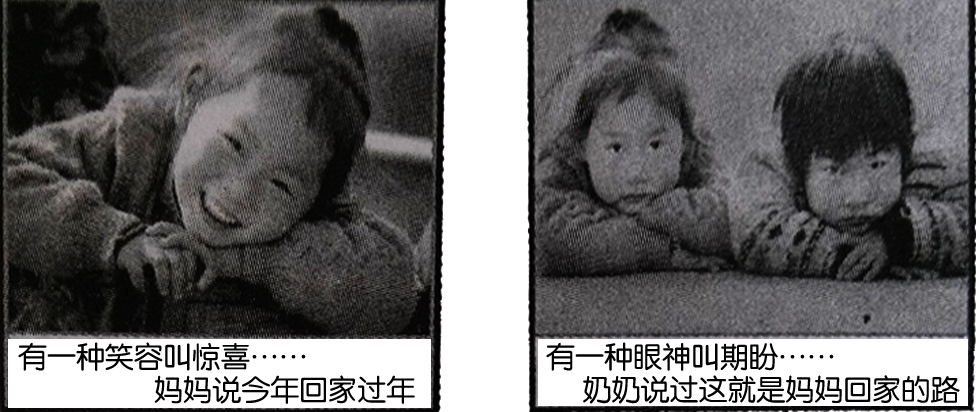 有一种笑容叫惊喜……
妈妈说今年回家过年
有一种眼神叫期盼……
奶奶说过这就是妈妈回家的路